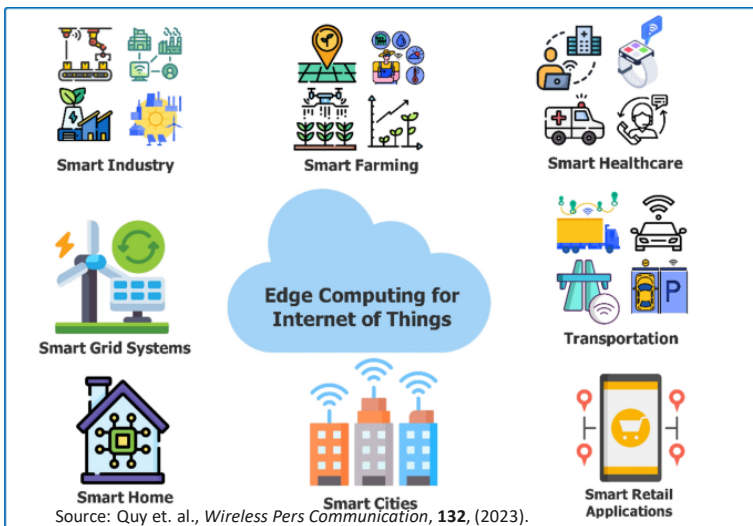 Smart Industry
Smart Farming
Smart Healthcare
Edge Computing for
Internet of Things
Smart Grid Systems
P
Transportation
Smart Home
Smart Cities
Smart Retail
Applications
Source: Quy et. al., Wireless Pers Communication, 132, (2023).